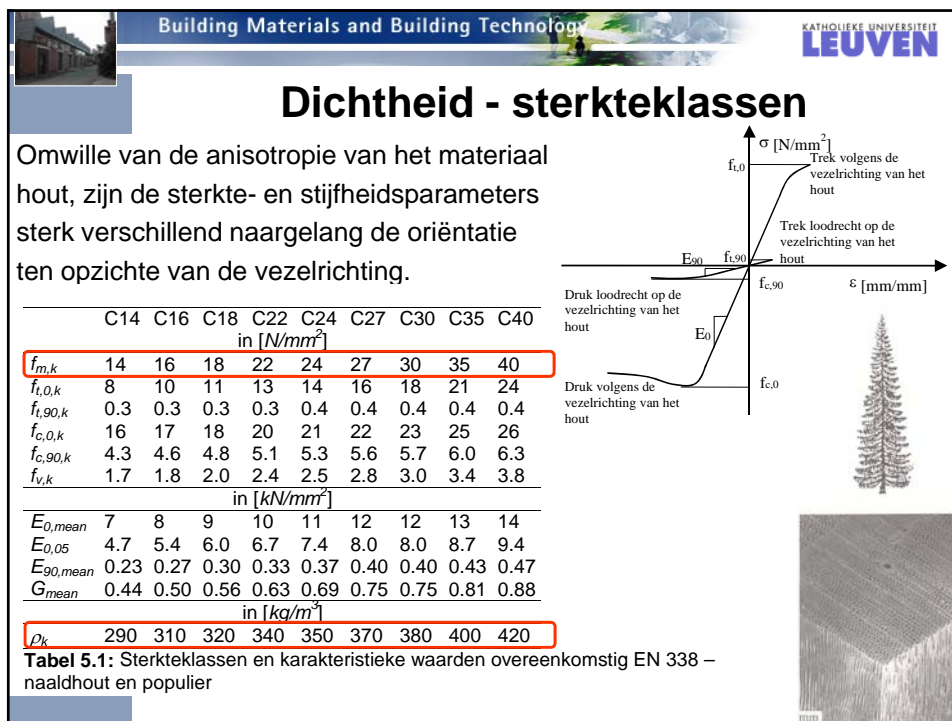 Building Materials and Building Technology
KATHOLIEKE UNIVERSITEIT
LEUVEN
Dichtheid - sterkteklassen
Omwille van de anisotropie van het materiaal
hout, zijn de sterkte- en stijfheidsparameters
sterk verschillend naargelang de oriëntatie
ten opzichte van de vezelrichting.
σ [N/mm²]
f_t,0
Trek volgens de
vezelrichting van het
hout
Trek loodrecht op de
vezelrichting van het
hout
E_90 f_t,90
f_c,90
ε [mm/mm]
Druk loodrecht op de
vezelrichting van het
hout
E_0
Druk volgens de
vezelrichting van het
hout
f_c,0
C14 C16 C18 C22 C24 C27 C30 C35 C40
in [N/mm²]
f_m,k 14 16 18 22 24 27 30 35 40
f_t,0,k 8 10 11 13 14 16 18 21 24
f_t,90,k 0.3 0.3 0.3 0.3 0.4 0.4 0.4 0.4 0.4
f_c,0,k 16 17 18 20 21 22 23 25 26
f_c,90,k 4.3 4.6 4.8 5.1 5.3 5.6 5.7 6.0 6.3
f_v,k 1.7 1.8 2.0 2.4 2.5 2.8 3.0 3.4 3.8
in [kN/mm²]
E_0,mean 7 8 9 10 11 12 12 13 14
E_0,05 4.7 5.4 6.0 6.7 7.4 8.0 8.0 8.7 9.4
E_90,mean 0.23 0.27 0.30 0.33 0.37 0.40 0.40 0.43 0.47
G_mean 0.44 0.50 0.56 0.63 0.69 0.75 0.75 0.81 0.88
in [kg/m³]
ρ_k 290 310 320 340 350 370 380 400 420
Tabel 5.1: Sterkteklassen en karakteristieke waarden overeenkomstig EN 338 –
naaldhout en populier
mm